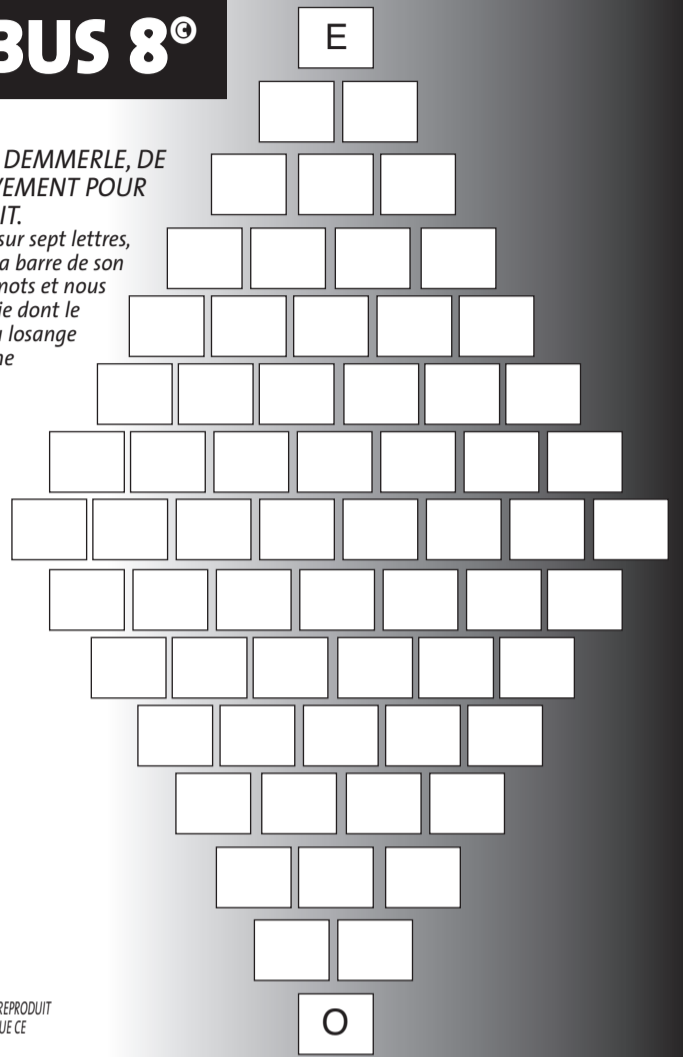 BUS 8©
E
DEMMERLE, DE
VEMENT POUR
IT.
sur sept lettres,
a barre de son
mots et nous
ie dont le
losange
ne
REPRODUIT
UE CE
O